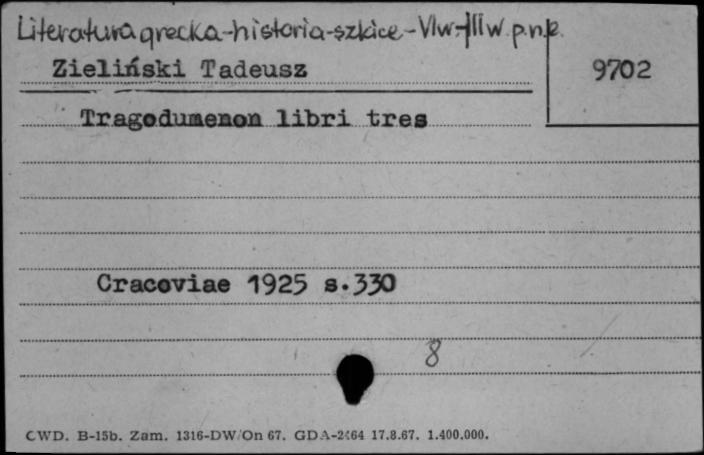 Literatura grecka-historia-szkice-VIw-III w. p.n.e.
Zieliński Tadeusz
9702
Tragodumenon libri tres
Cracoviae 1925 s.330
8
CWD. B-15b. Zam. 1316-DW/On 67. GDA-2464 17.8.67. 1.400.000.